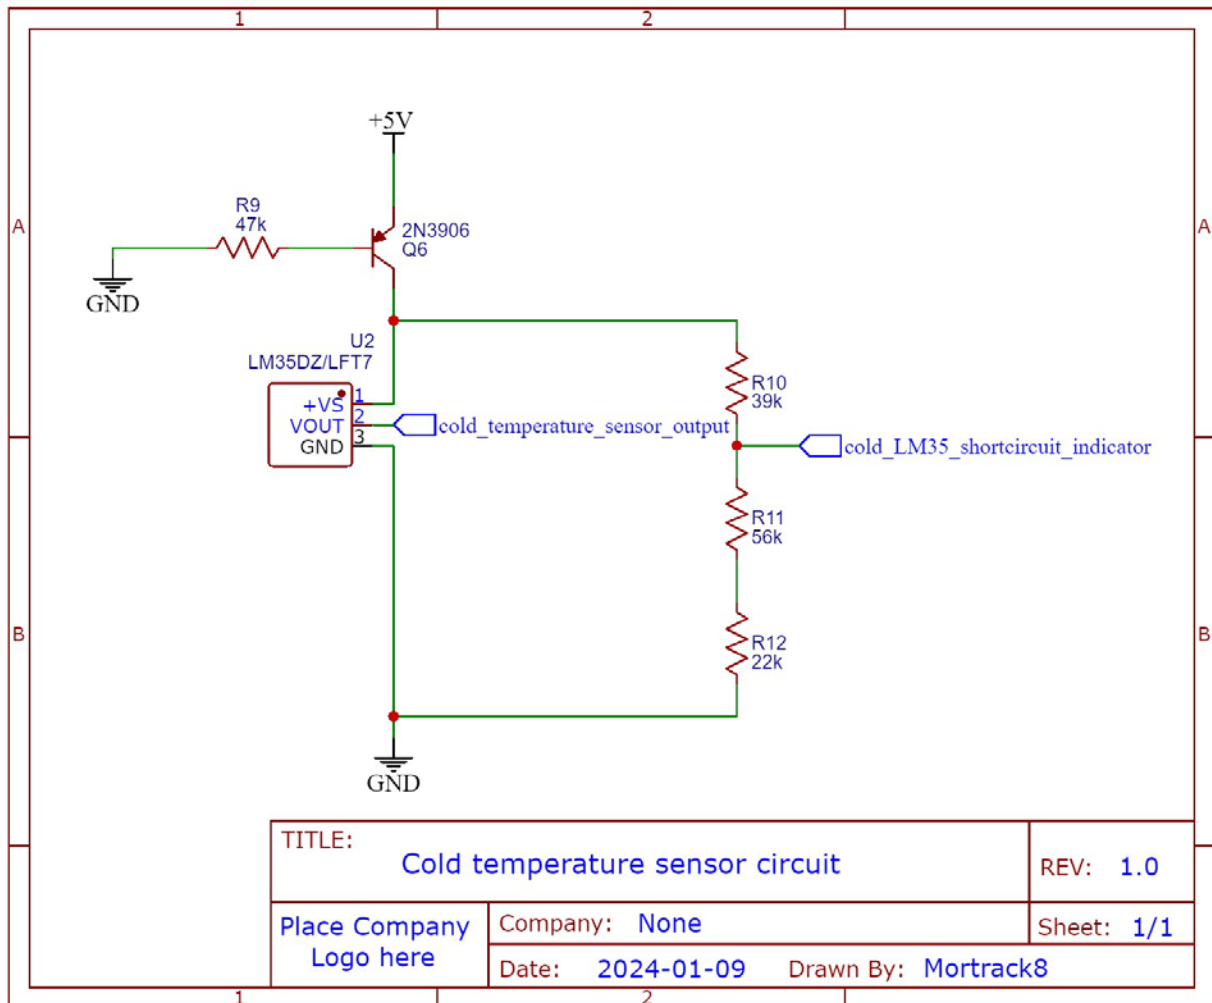 1 2
+5V
A A
R9
47k
2N3906
Q6
GND
U2
LM35DZ/LFT7
R10
39k
1
+VS
2
VOUT
cold_temperature_sensor_output
3
GND
cold_LM35_shortcircuit_indicator
R11
56k
B B
R12
22k
GND
TITLE:
Cold temperature sensor circuit
REV: 1.0
Place Company
Logo here
Company: None
Sheet: 1/1
Date: 2024-01-09 Drawn By: Mortrack8
1 2